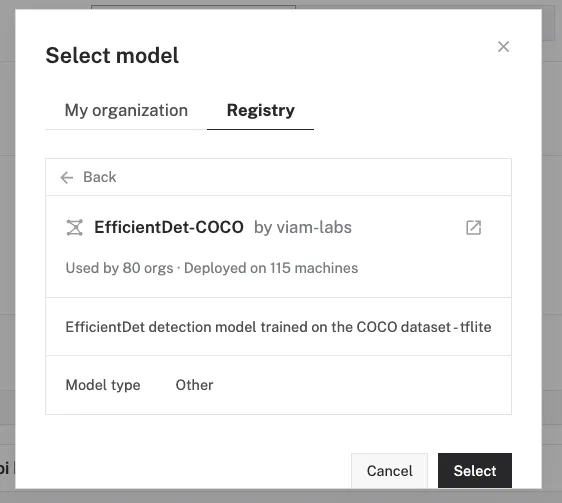 Select model
My organization
Registry
Back
EfficientDet-COCO by viam-labs
Used by 80 orgs · Deployed on 115 machines
EfficientDet detection model trained on the COCO dataset - tflite
Model type Other
Cancel
Select